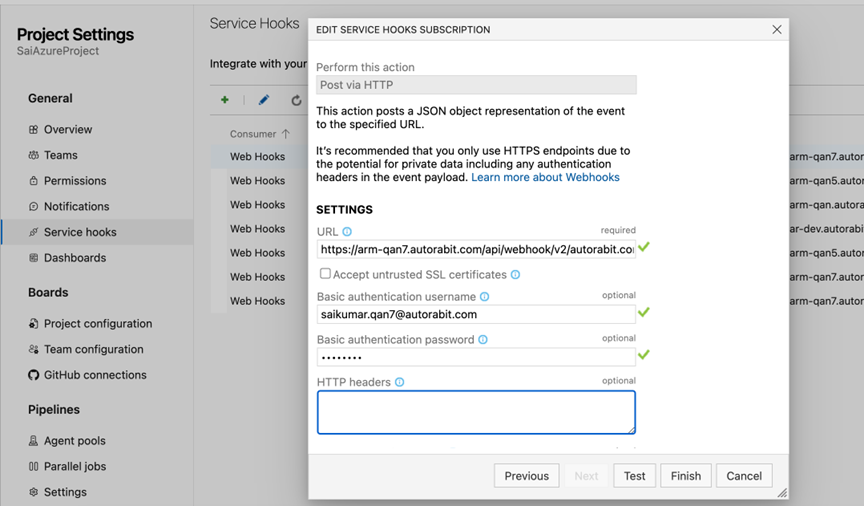 Project Settings
SaiAzureProject
General
Overview
Teams
Permissions
Notifications
Service hooks
Dashboards
Boards
Project configuration
Team configuration
GitHub connections
Pipelines
Agent pools
Parallel jobs
Settings
Service Hooks
Integrate with your
Consumer
Web Hooks
Web Hooks
Web Hooks
Web Hooks
Web Hooks
Web Hooks
Web Hooks
EDIT SERVICE HOOKS SUBSCRIPTION
Perform this action
Post via HTTP
This action posts a JSON object representation of the event
to the specified URL.
It's recommended that you only use HTTPS endpoints due to
the potential for private data including any authentication
headers in the event payload. Learn more about Webhooks
SETTINGS
URL required
https://arm-qan7.autorabit.com/api/webhook/v2/autorabit.co
Accept untrusted SSL certificates
Basic authentication username optional
saikumar.qan7@autorabit.com
Basic authentication password optional
••••••••
HTTP headers optional
Previous Next Test Finish Cancel
arm-qan7.autor
arm-qan5.autor
arm-qan.autora
ar-dev.autorabi
arm-qan5.autor
arm-qan7.autor
arm-qan7.autor